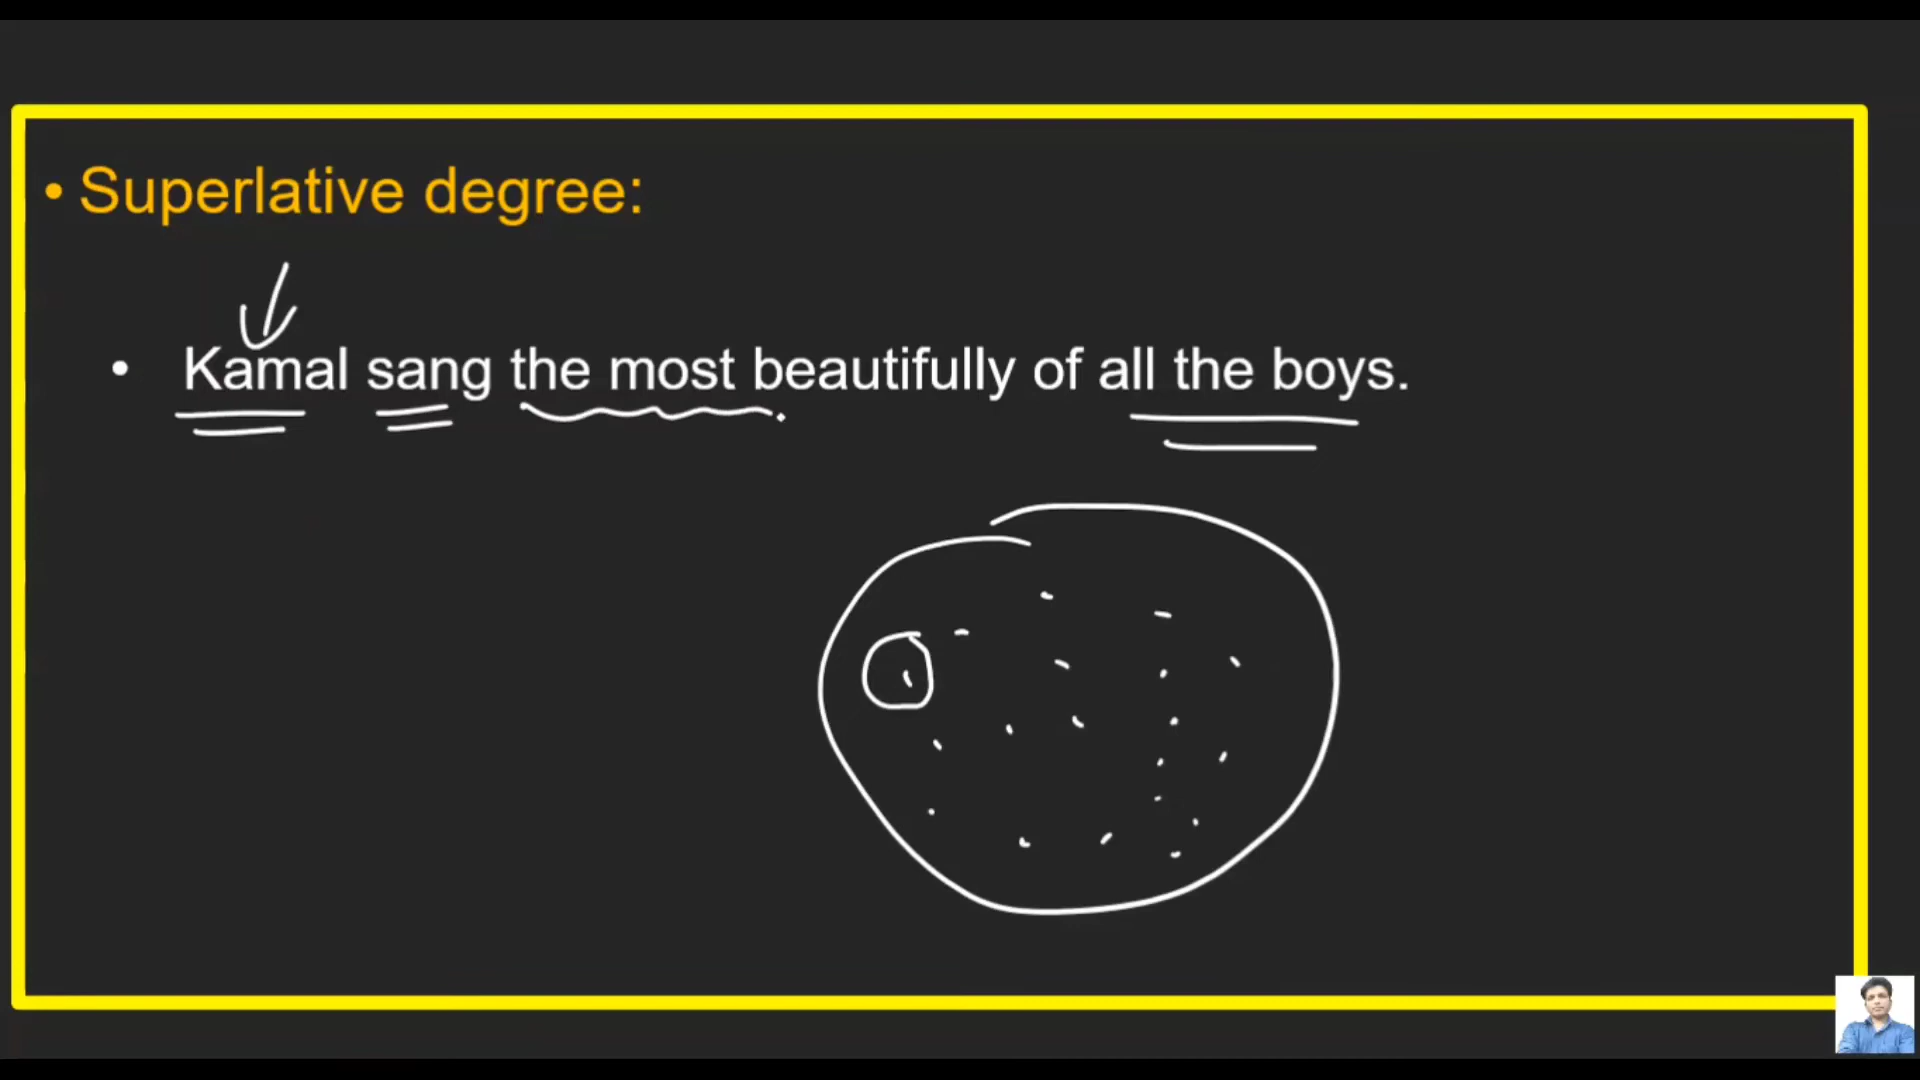 • Superlative degree:
• Kamal sang the most beautifully of all the boys.